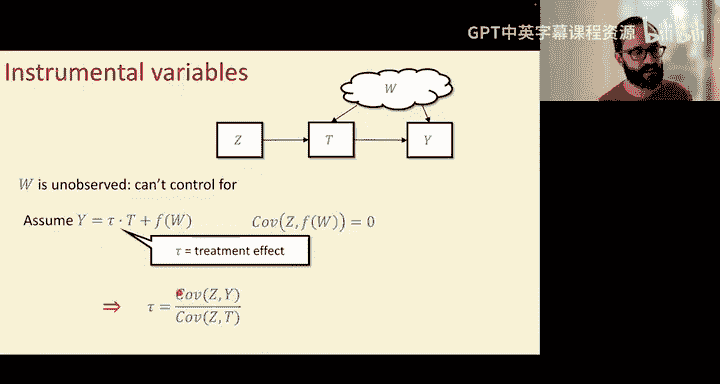 GPT中英字幕课程资源
bilibili
Instrumental variables
W
Z
T
Y
W is unobserved: can't control for
Assume Y = τ · T + f(W)
Cov(Z, f(W)) = 0
τ = treatment effect
⇒ τ = Cov(Z, Y) / Cov(Z, T)